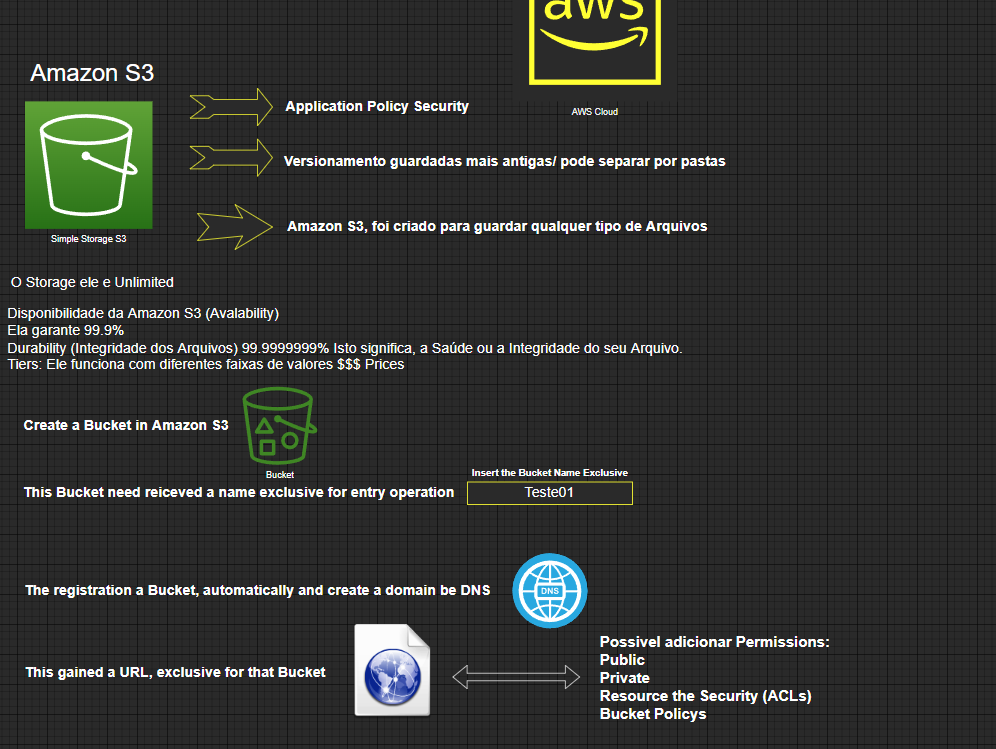 aws
AWS Cloud
Amazon S3
Simple Storage S3
Application Policy Security
Versionamento guardadas mais antigas/ pode separar por pastas
Amazon S3, foi criado para guardar qualquer tipo de Arquivos
O Storage ele e Unlimited
Disponibilidade da Amazon S3 (Avalability)
Ela garante 99.9%
Durability (Integridade dos Arquivos) 99.9999999% Isto significa, a Saúde ou a Integridade do seu Arquivo.
Tiers: Ele funciona com diferentes faixas de valores $$$ Prices
Create a Bucket in Amazon S3
Bucket
This Bucket need reiceved a name exclusive for entry operation
Insert the Bucket Name Exclusive
Teste01
The registration a Bucket, automatically and create a domain be DNS
DNS
This gained a URL, exclusive for that Bucket
Possivel adicionar Permissions:
Public
Private
Resource the Security (ACLs)
Bucket Policys